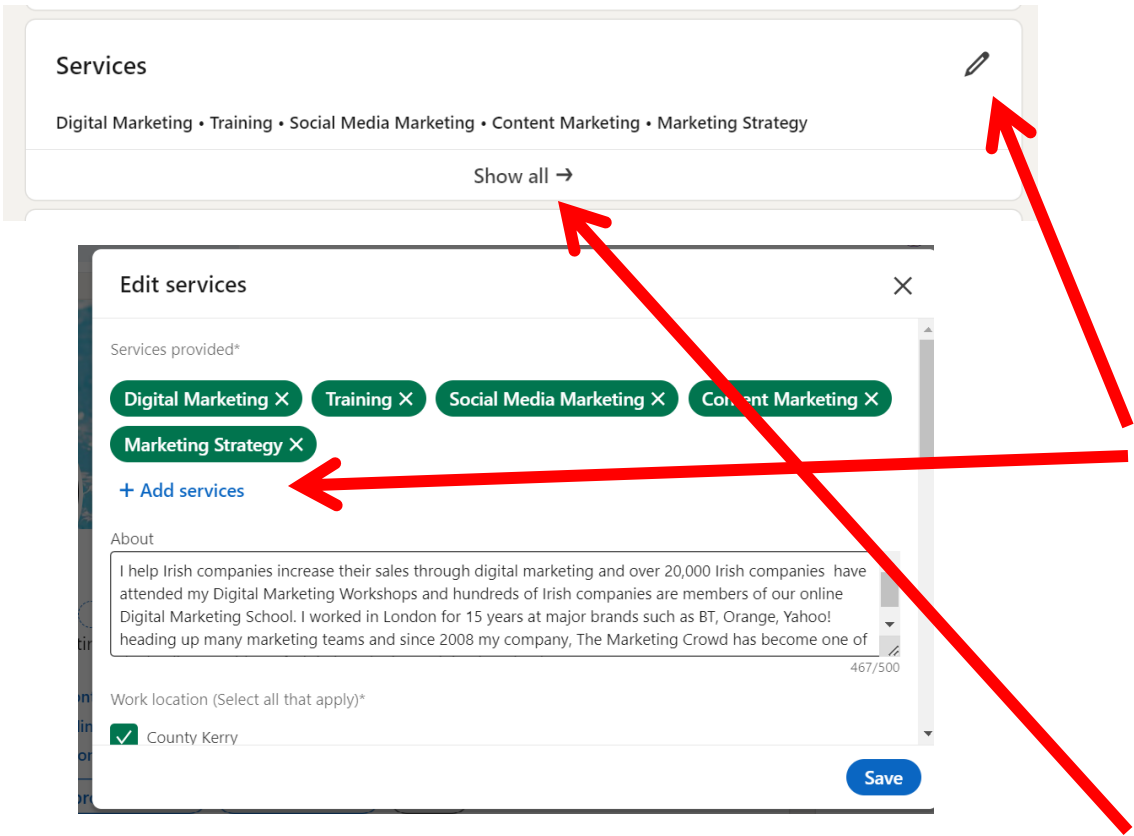 Services
Digital Marketing • Training • Social Media Marketing • Content Marketing • Marketing Strategy
Show all →
Edit services
Services provided*
Digital Marketing × Training × Social Media Marketing × Content Marketing ×
Marketing Strategy ×
+ Add services
About
I help Irish companies increase their sales through digital marketing and over 20,000 Irish companies have
attended my Digital Marketing Workshops and hundreds of Irish companies are members of our online
Digital Marketing School. I worked in London for 15 years at major brands such as BT, Orange, Yahoo!
heading up many marketing teams and since 2008 my company, The Marketing Crowd has become one of
467/500
Work location (Select all that apply)*
County Kerry
Save